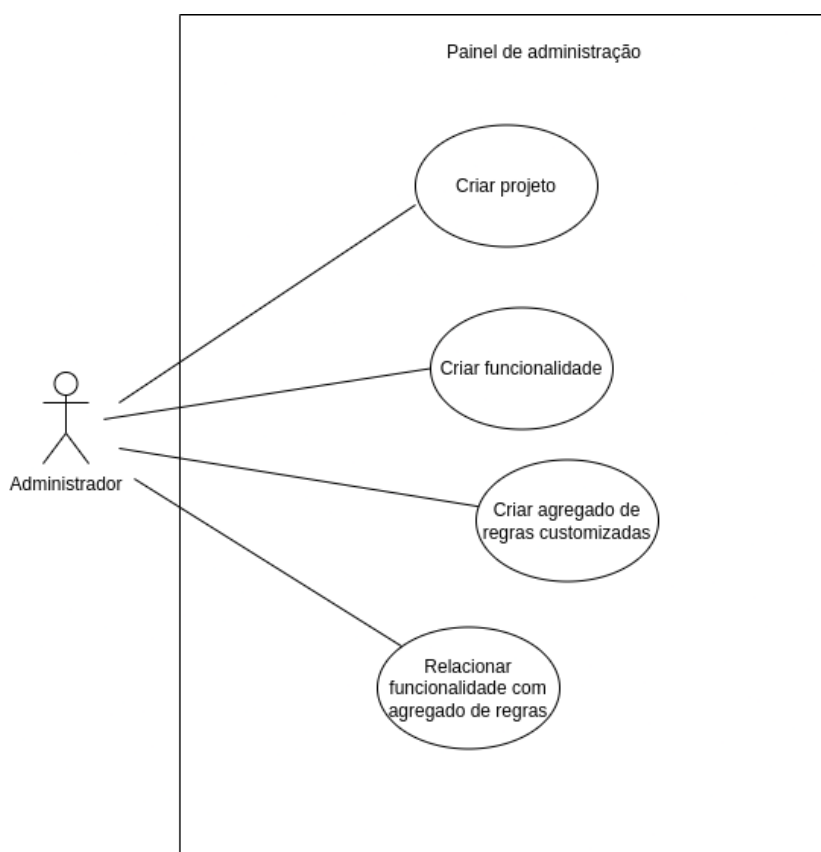 Painel de administração
Criar projeto
Criar funcionalidade
Administrador
Criar agregado de
regras customizadas
Relacionar
funcionalidade com
agregado de regras